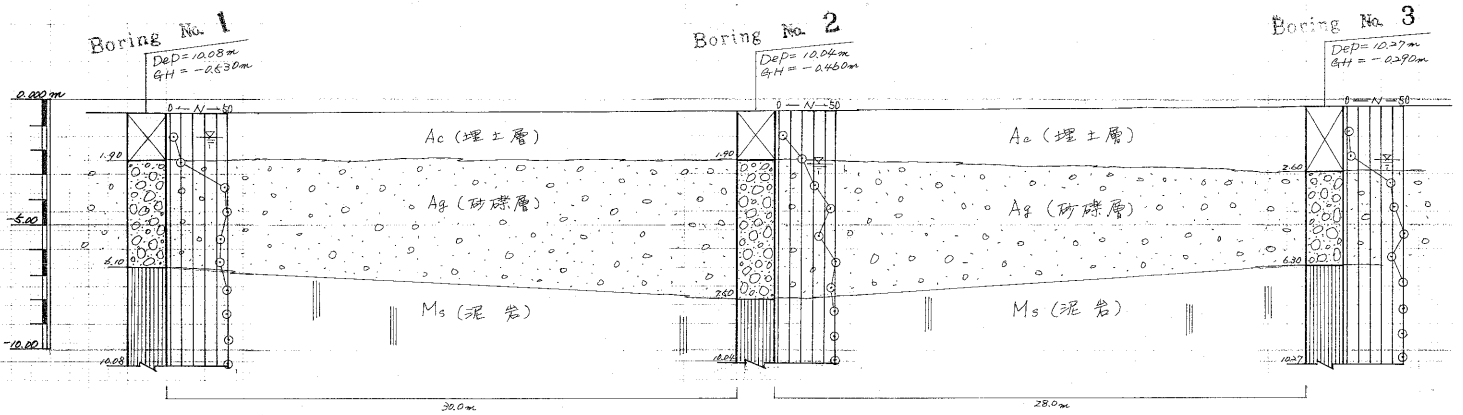 Boring No. 1
Dep=10.08m
GH=-0.530m
Boring No. 2
Dep=10.04m
GH=-0.460m
Boring No. 3
Dep=10.27m
GH=-0.290m
0.000m
-5.00
-10.00
0 - N - 50
0 - N - 50
0 - N - 50
1.90
6.10
10.08
1.90
7.60
10.04
2.60
6.30
10.27
Ac (埋土層)
Ac (埋土層)
Ag (砂礫層)
Ag (砂礫層)
Ms (泥岩)
Ms (泥岩)
30.0m
28.0m